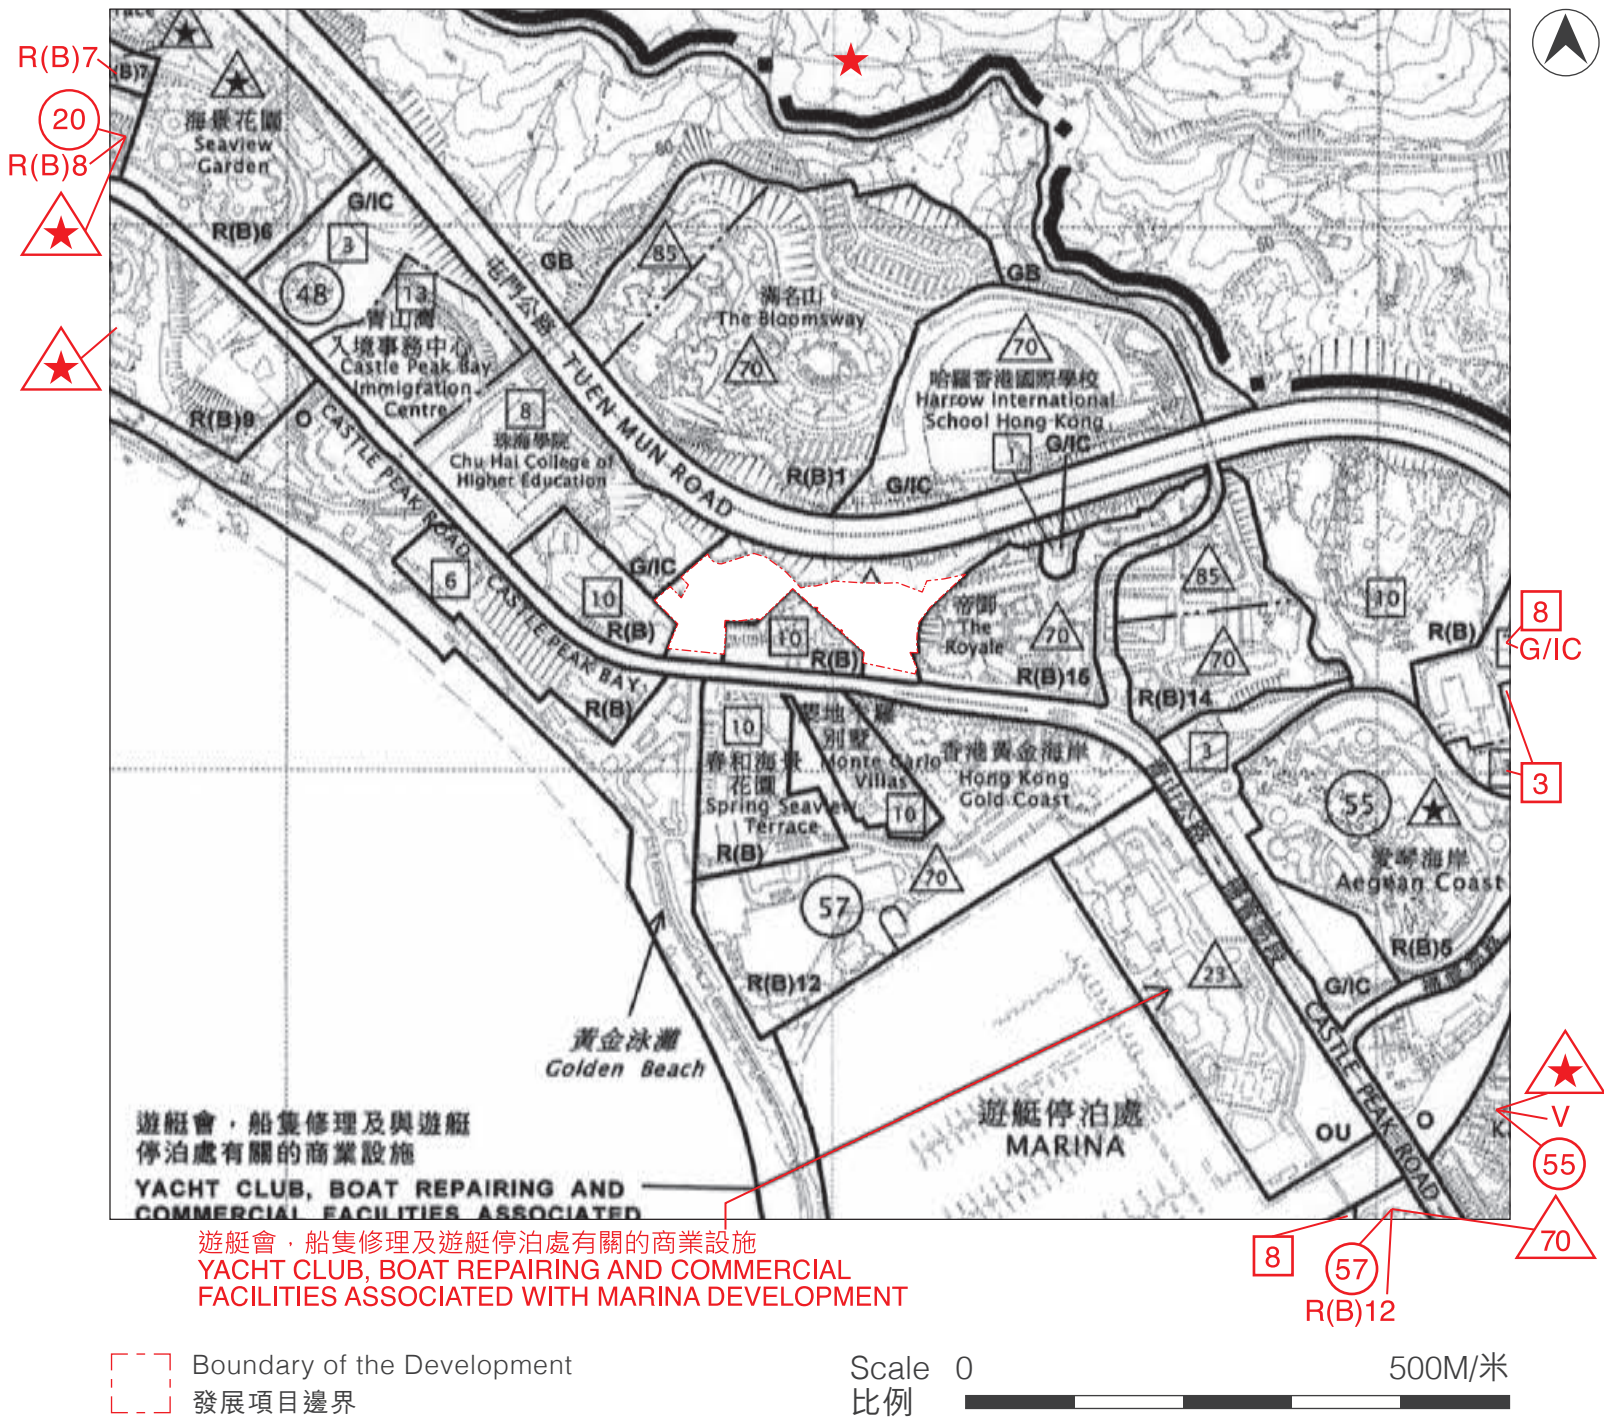 R(B)7
20
R(B)8
海景花園
Seaview
Garden
R(B)6
G/IC
3
48
13
青山灣
入境事務中心
Castle Peak Bay
Immigration
Centre
R(B)9
O
CASTLE PEAK ROAD
CASTLE PEAK BAY
8
珠海學院
Chu Hai College of
Higher Education
屯門公路 TUEN MUN ROAD
GB
85
滿名山
The Bloomsway
70
R(B)1
GB
70
哈羅香港國際學校
Harrow International
School Hong Kong
1
G/IC
G/IC
60
60
6
G/IC
10
R(B)
R(B)
10
R(B)
帝御
The
Royale
70
R(B)15
85
70
R(B)14
10
R(B)
8
G/IC
3
3
10
春和海景
花園
Spring Seaview
Terrace
R(B)
別墅
Monte Carlo
Villas
10
香港黃金海岸
Hong Kong
Gold Coast
70
57
R(B)12
55
愛琴海岸
Aegean Coast
R(B)5
G/IC
23
CASTLE PEAK ROAD
黃金泳灘
Golden Beach
遊艇停泊處
MARINA
OU
O
遊艇會，船隻修理及與遊艇
停泊處有關的商業設施
YACHT CLUB, BOAT REPAIRING AND
COMMERCIAL FACILITIES ASSOCIATED
遊艇會，船隻修理及遊艇停泊處有關的商業設施
YACHT CLUB, BOAT REPAIRING AND COMMERCIAL
FACILITIES ASSOCIATED WITH MARINA DEVELOPMENT
V
55
70
8
57
R(B)12
Boundary of the Development
發展項目邊界
Scale 0 500M/米
比例